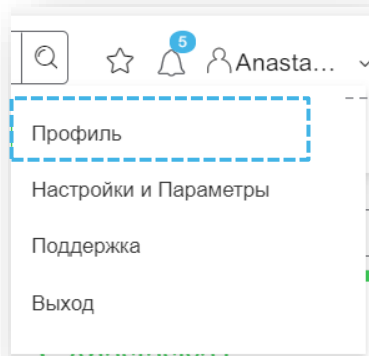 5
Anasta...
Профиль
Настройки и Параметры
Поддержка
Выход